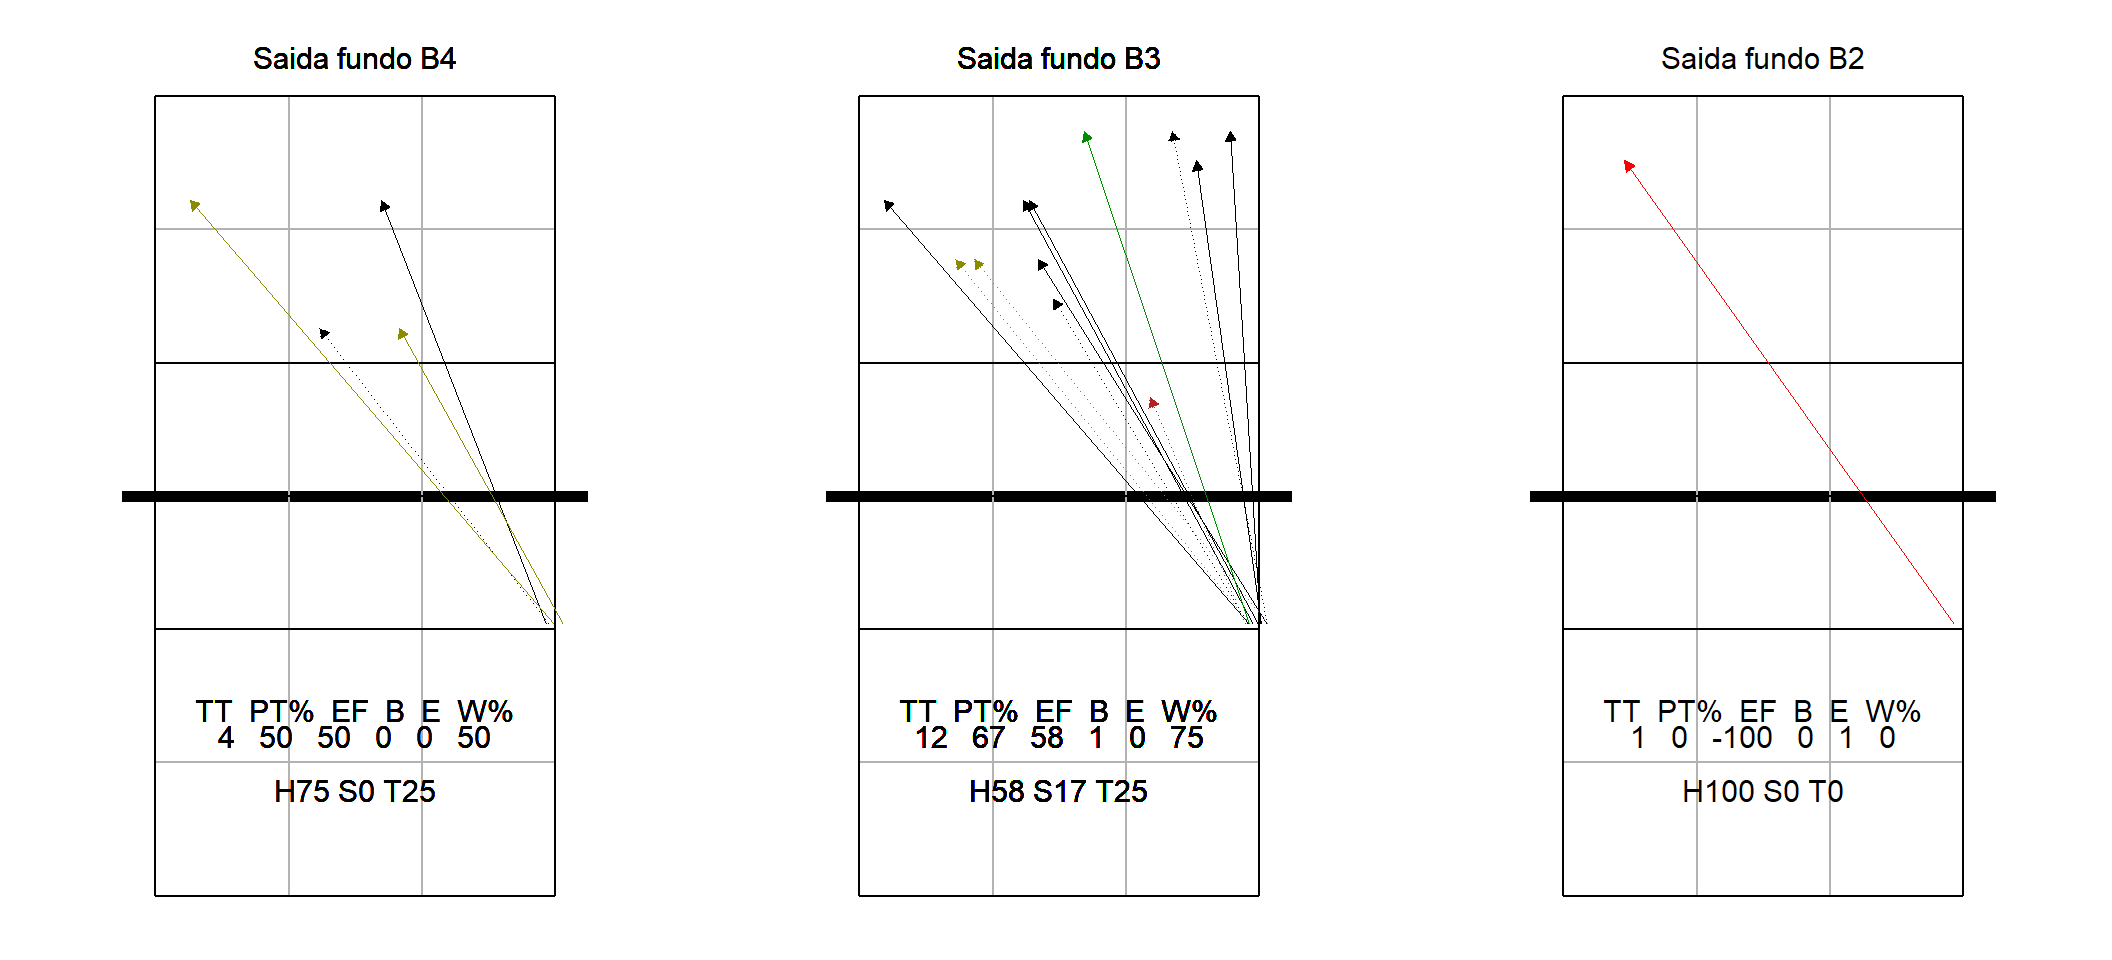 Saida fundo B4
TT PT% EF B E W%
4 50 50 0 0 50
H75 S0 T25
Saida fundo B3
TT PT% EF B E W%
12 67 58 1 0 75
H58 S17 T25
Saida fundo B2
TT PT% EF B E W%
1 0 -100 0 1 0
H100 S0 T0